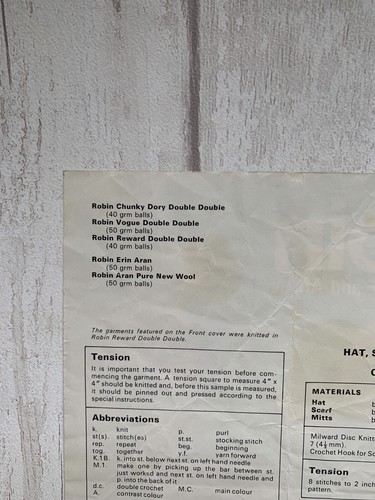 Robin Chunky Dory Double Double
(40 grm balls)
Robin Vogue Double Double
(50 grm balls)
Robin Reward Double Double
(40 grm balls)
Robin Erin Aran
(50 grm balls)
Robin Aran Pure New Wool
(50 grm balls)
The garments featured on the Front cover were knitted in
Robin Reward Double Double.
Tension
It is important that you test your tension before com-
mencing the garment. A tension square to measure 4" x
4" should be knitted and, before this sample is measured,
it should be pinned out and pressed according to the
special instructions.
Abbreviations
k. knit p. purl
st(s). stitch(es) st.st. stocking stitch
rep. repeat beg. beginning
tog. together y.f. yarn forward
K.1B. k. into st. below next st. on left hand needle
M.1. make one by picking up the bar between st.
just worked and next st. on left hand needle and
p. into the back of it
d.c. double crochet M.C. main colour
A. contrast colour
HAT, S
MATERIALS
Hat
Scarf
Mitts
Milward Disc Knitt
7 (4½ mm).
Crochet Hook for Sc
Tension
8 stitches to 2 inch
pattern.